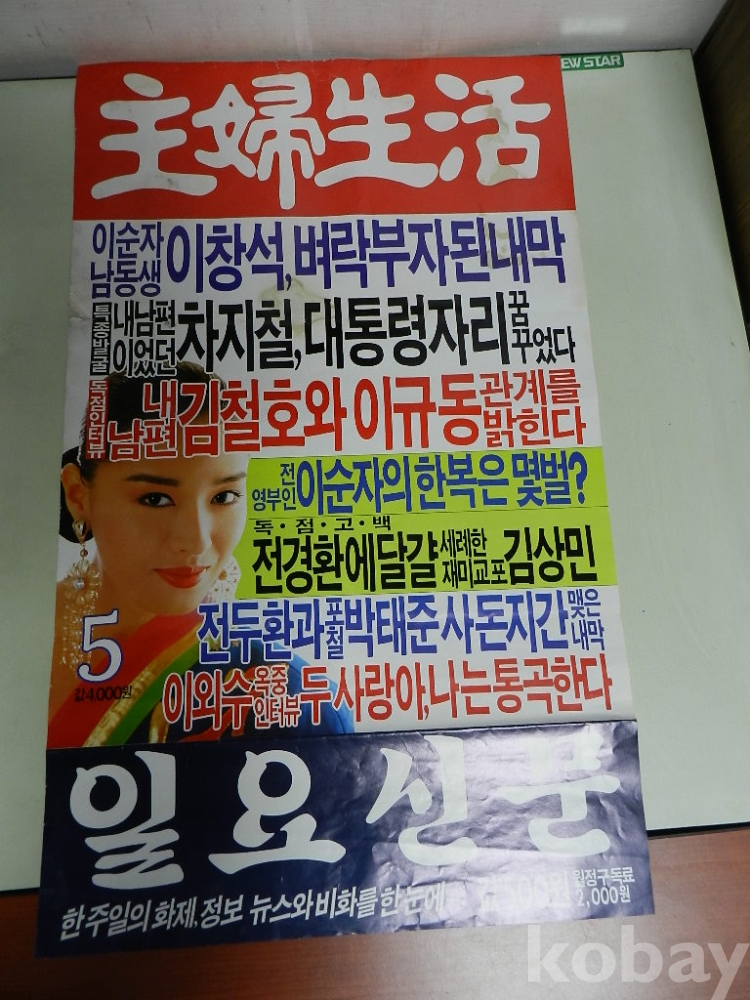 EW STAR
主婦生活
이순자 남동생 이창석, 벼락부자된 내막
특종발굴 내남편이었던 차지철, 대통령자리 꿈꾸었다
독점인터뷰 내남편 김철호와 이규동 관계를 밝힌다
전 영부인 이순자의 한복은 몇벌?
독·점·고·백
전경환에 달걀 세례한 재미교포 김상민
전두환과 포철 박태준 사돈지간 맺은 내막
이외수 옥중 인터뷰 두 사랑아, 나는 통곡한다
5
값4,000원
일요신문
한 주일의 화제, 정보 뉴스와 비화를 한 눈에
값 500원 월정구독료 2,000원
kobay